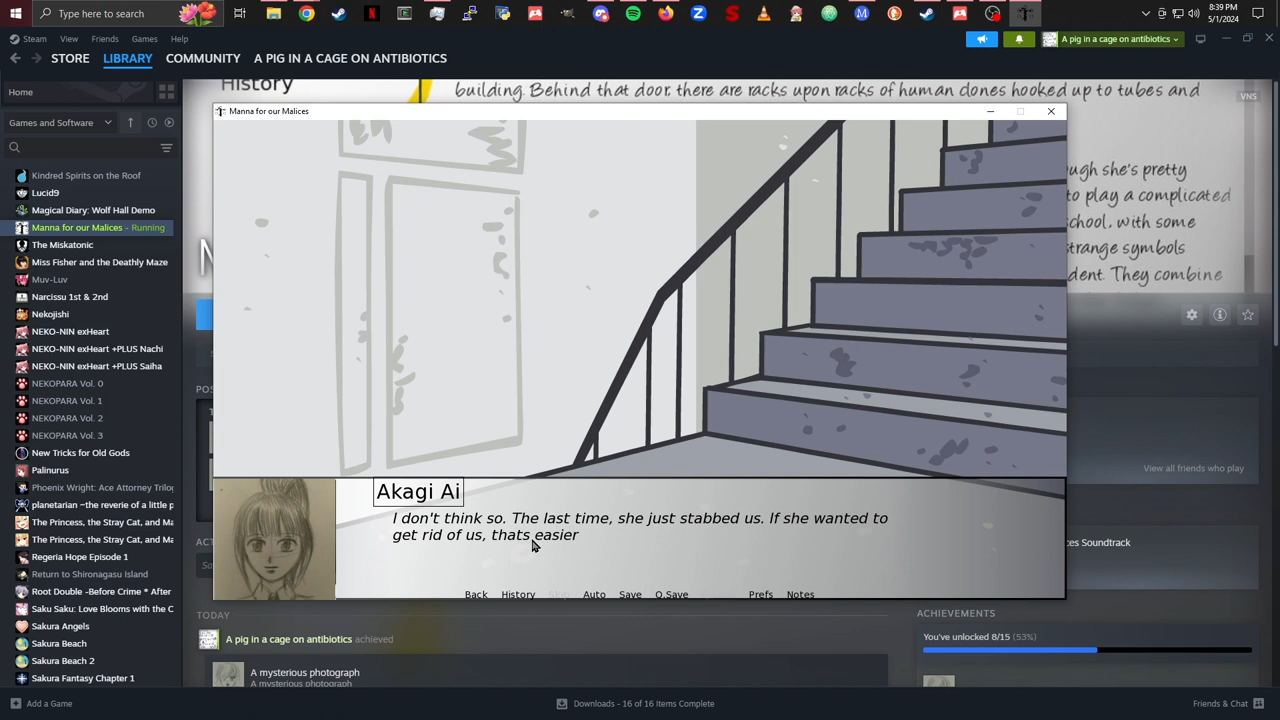 Type here to search
8:39 PM
5/1/2024
Steam View Friends Games Help
A pig in a cage on antibiotics
STORE LIBRARY COMMUNITY A PIG IN A CAGE ON ANTIBIOTICS
Home
History
building. Behind that door, there are racks upon racks of human clones hooked up to tubes and
VNS
Manna for our Malices
Games and Software
ough she's pretty
to play a complicated
school, with some
strange symbols
dent. They combine
Kindred Spirits on the Roof
Lucid9
Magical Diary: Wolf Hall Demo
Manna for our Malices - Running
The Miskatonic
Miss Fisher and the Deathly Maze
Muv-Luv
Narcissu 1st & 2nd
Nekojishi
NEKO-NIN exHeart
NEKO-NIN exHeart +PLUS Nachi
NEKO-NIN exHeart +PLUS Saiha
NEKOPARA Vol. 0
NEKOPARA Vol. 1
NEKOPARA Vol. 2
NEKOPARA Vol. 3
New Tricks for Old Gods
Palinurus
Phoenix Wright: Ace Attorney Trilog
planetarian ~the reverie of a little p
The Princess, the Stray Cat, and Ma
The Princess, the Stray Cat, and Ma
Regeria Hope Episode 1
Return to Shironagasu Island
Root Double -Before Crime * After
Saku Saku: Love Blooms with the C
Sakura Angels
Sakura Beach
Sakura Beach 2
Sakura Fantasy Chapter 1
N
POS
View all friends who play
Akagi Ai
I don't think so. The last time, she just stabbed us. If she wanted to
get rid of us, thats easier
Back History Skip Auto Save Q.Save Prefs Notes
ACT
So
ces Soundtrack
TODAY
A pig in a cage on antibiotics achieved
A mysterious photograph
A mysterious photograph
ACHIEVEMENTS
You've unlocked 8/15 (53%)
Add a Game
Downloads - 16 of 16 Items Complete
Friends & Chat